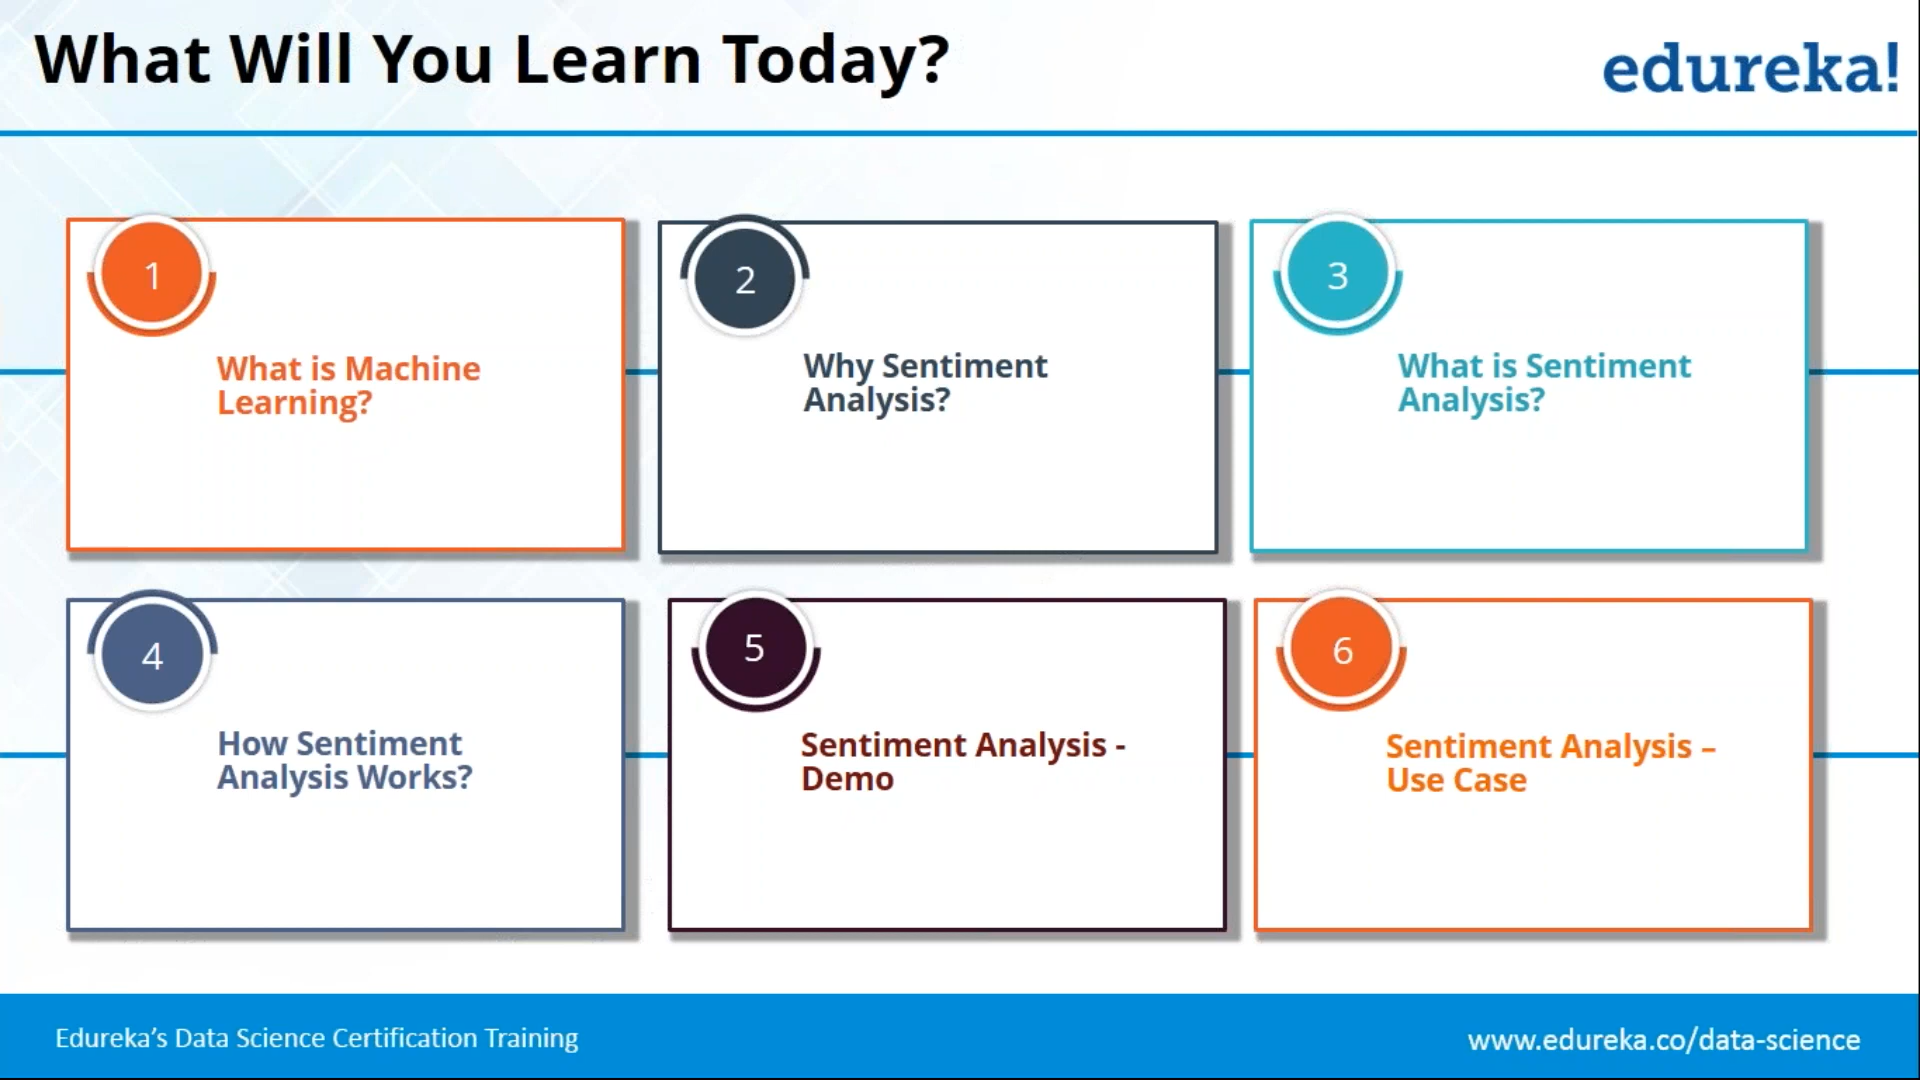 What Will You Learn Today?
edureka!
1
What is Machine
Learning?
2
Why Sentiment
Analysis?
3
What is Sentiment
Analysis?
4
How Sentiment
Analysis Works?
5
Sentiment Analysis -
Demo
6
Sentiment Analysis –
Use Case
Edureka’s Data Science Certification Training
www.edureka.co/data-science